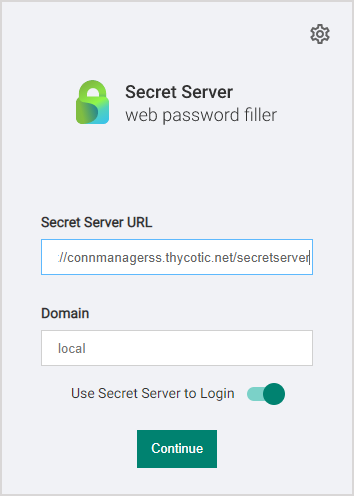 Secret Server
web password filler
Secret Server URL
://connmanagerss.thycotic.net/secretserver
Domain
local
Use Secret Server to Login
Continue